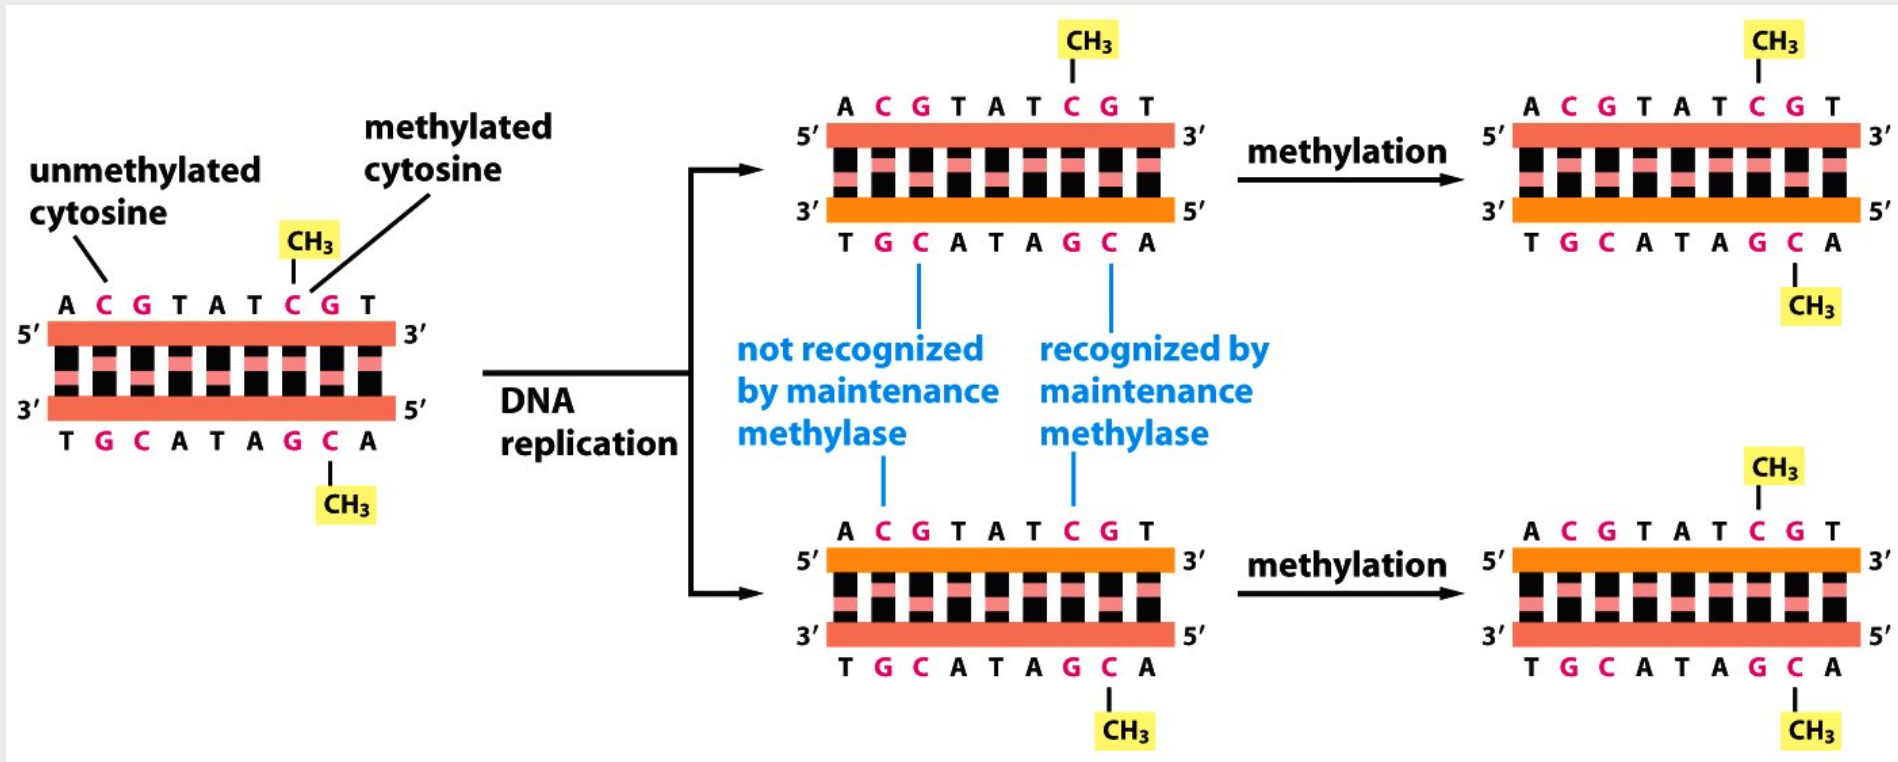 unmethylated
cytosine
methylated
cytosine
CH₃
A C G T A T C G T
5′ 3′
3′ 5′
T G C A T A G C A
CH₃
DNA
replication
CH₃
A C G T A T C G T
5′ 3′
3′ 5′
T G C A T A G C A
not recognized
by maintenance
methylase
recognized by
maintenance
methylase
A C G T A T C G T
5′ 3′
3′ 5′
T G C A T A G C A
CH₃
methylation
CH₃
A C G T A T C G T
5′ 3′
3′ 5′
T G C A T A G C A
CH₃
methylation
CH₃
A C G T A T C G T
5′ 3′
3′ 5′
T G C A T A G C A
CH₃